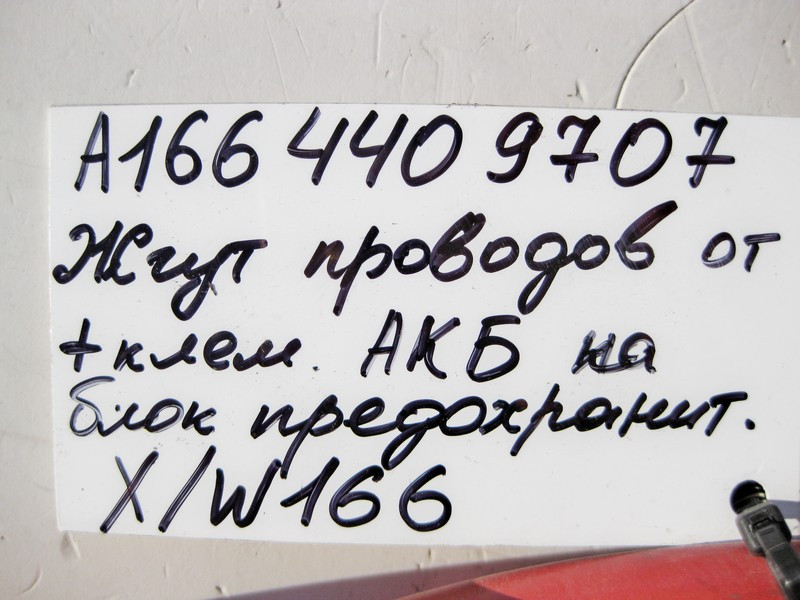 A166 440 9707
Жгут проводов от
+клем. АКБ на
блок предохранит.
X/W166